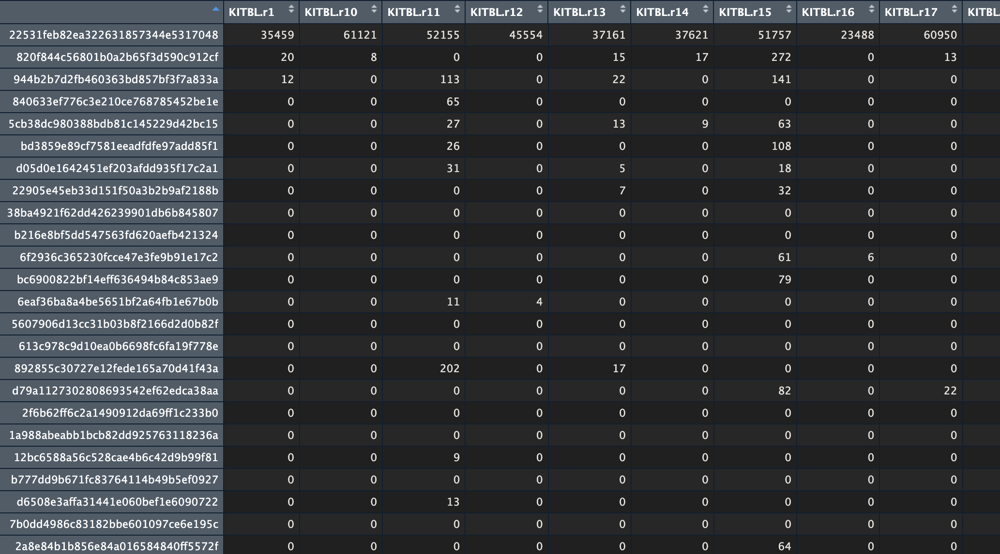 KITBL.r1 KITBL.r10 KITBL.r11 KITBL.r12 KITBL.r13 KITBL.r14 KITBL.r15 KITBL.r16 KITBL.r17 KITBL.
22531feb82ea322631857344e5317048 35459 61121 52155 45554 37161 37621 51757 23488 60950
820f844c56801b0a2b65f3d590c912cf 20 8 0 0 15 17 272 0 13
944b2b7d2fb460363bd857bf3f7a833a 12 0 113 0 22 0 141 0 0
840633ef776c3e210ce768785452be1e 0 0 65 0 0 0 0 0 0
5cb38dc980388bdb81c145229d42bc15 0 0 27 0 13 9 63 0 0
bd3859e89cf7581eeadfdfe97add85f1 0 0 26 0 0 0 108 0 0
d05d0e1642451ef203afdd935f17c2a1 0 0 31 0 5 0 18 0 0
22905e45eb33d151f50a3b2b9af2188b 0 0 0 0 7 0 32 0 0
38ba4921f62dd426239901db6b845807 0 0 0 0 0 0 0 0 0
b216e8bf5dd547563fd620aefb421324 0 0 0 0 0 0 0 0 0
6f2936c365230fcce47e3fe9b91e17c2 0 0 0 0 0 0 61 6 0
bc6900822bf14eff636494b84c853ae9 0 0 0 0 0 0 79 0 0
6eaf36ba8a4be5651bf2a64fb1e67b0b 0 0 11 4 0 0 0 0 0
5607906d13cc31b03b8f2166d2d0b82f 0 0 0 0 0 0 0 0 0
613c978c9d10ea0b6698fc6fa19f778e 0 0 0 0 0 0 0 0 0
892855c30727e12fede165a70d41f43a 0 0 202 0 17 0 0 0 0
d79a1127302808693542ef62edca38aa 0 0 0 0 0 0 82 0 22
2f6b62ff6c2a1490912da69ff1c233b0 0 0 0 0 0 0 0 0 0
1a988abeabb1bcb82dd925763118236a 0 0 0 0 0 0 0 0 0
12bc6588a56c528cae4b6c42d9b99f81 0 0 9 0 0 0 0 0 0
b777dd9b671fc83764114b49b5ef0927 0 0 0 0 0 0 0 0 0
d6508e3affa31441e060bef1e6090722 0 0 13 0 0 0 0 0 0
7b0dd4986c83182bbe601097ce6e195c 0 0 0 0 0 0 0 0 0
2a8e84b1b856e84a016584840ff5572f 0 0 0 0 0 0 64 0 0